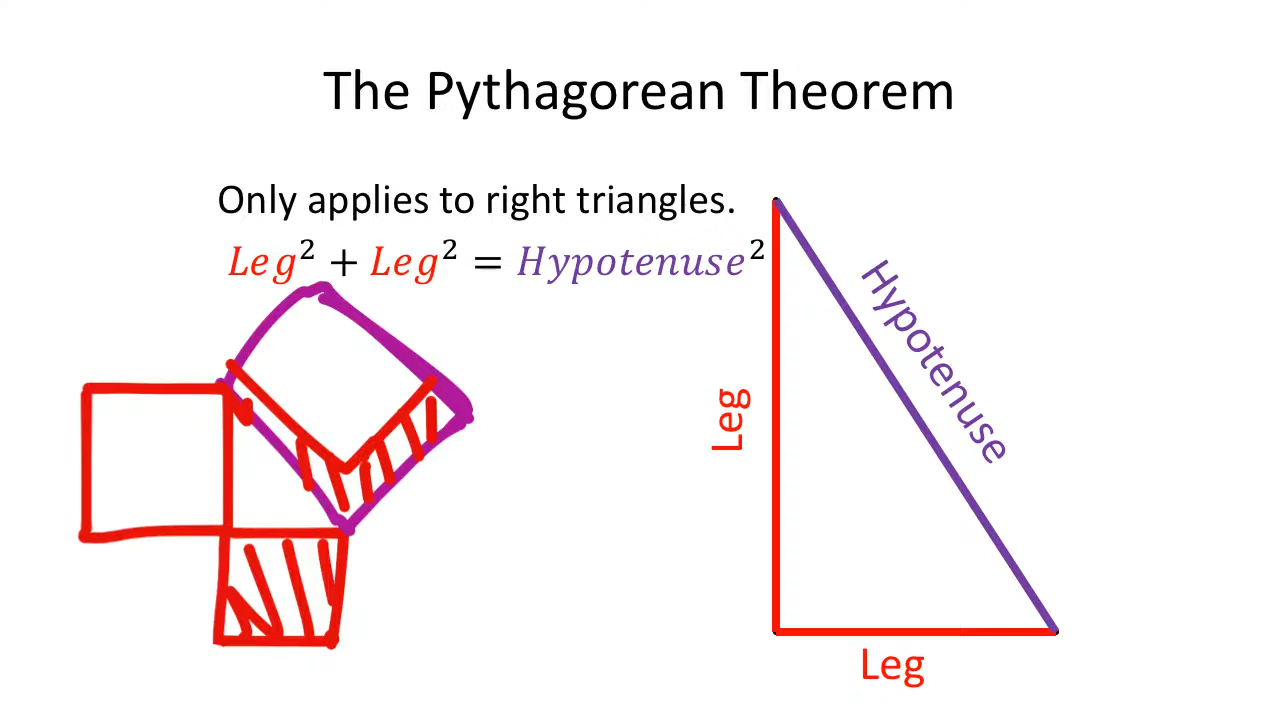 The Pythagorean Theorem
Only applies to right triangles.
Leg² + Leg² = Hypotenuse²
Hypotenuse
Leg
Leg